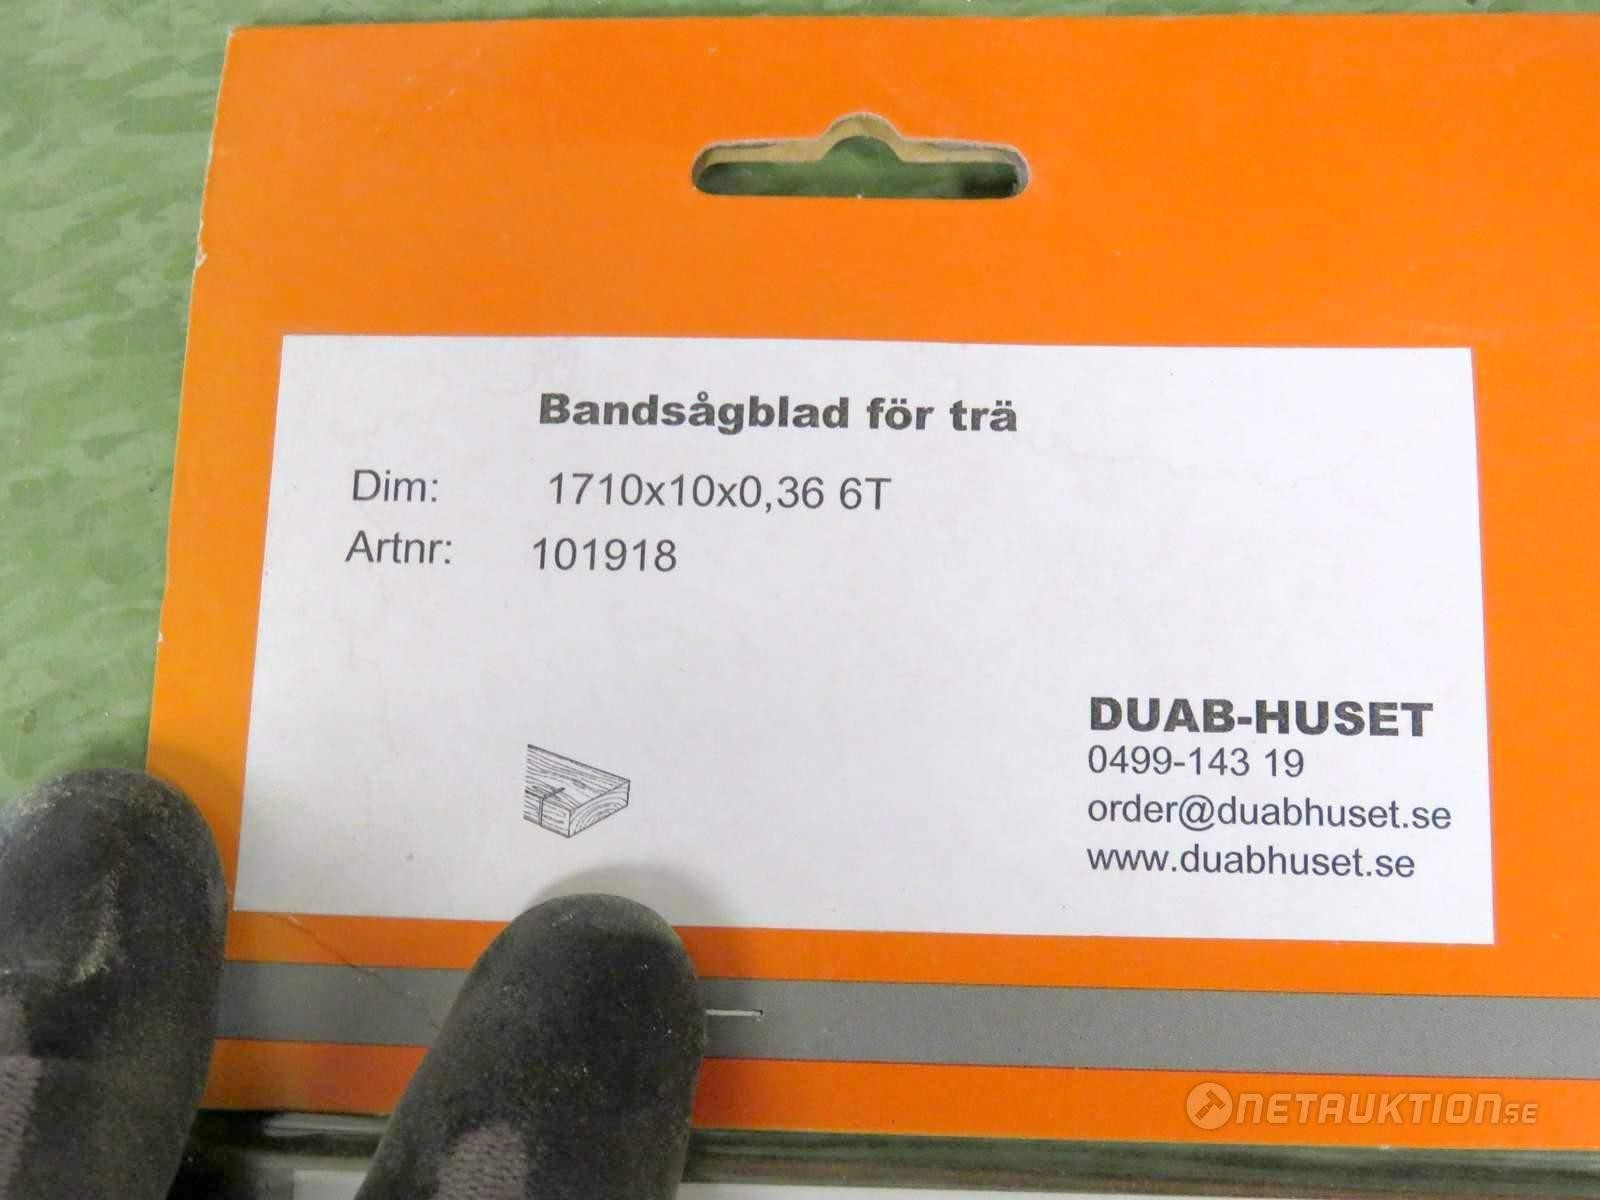 Bandsågblad för trä
Dim: 1710x10x0,36 6T
Artnr: 101918
DUAB-HUSET
0499-143 19
order@duabhuset.se
www.duabhuset.se
NETAUKTION.SE